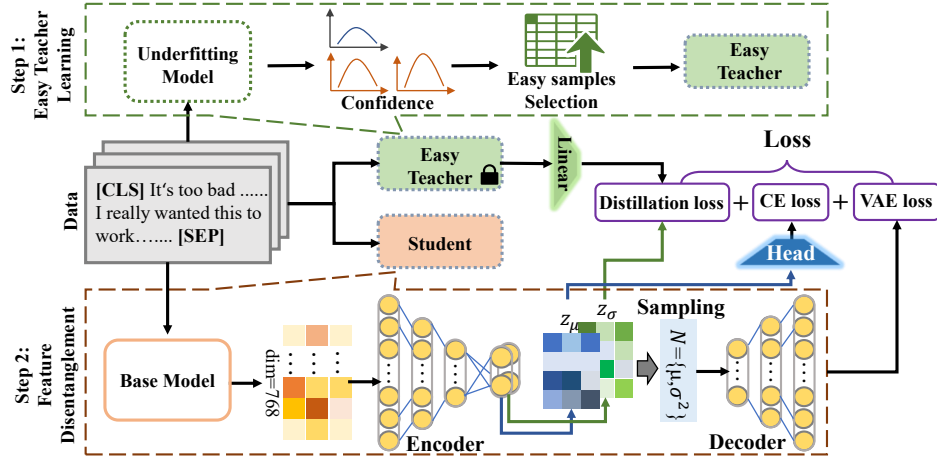 Step 1:
Easy Teacher
Learning
Underfitting
Model
Confidence
Easy samples
Selection
Easy
Teacher
Data
[CLS] It's too bad ......
I really wanted this to
work….... [SEP]
Easy
Teacher
Linear
Student
Loss
Distillation loss + CE loss + VAE loss
Head
Step 2:
Feature
Disentanglement
Base Model
dim=768
Encoder
zμ
zσ
Sampling
N={μ,σ²}
Decoder